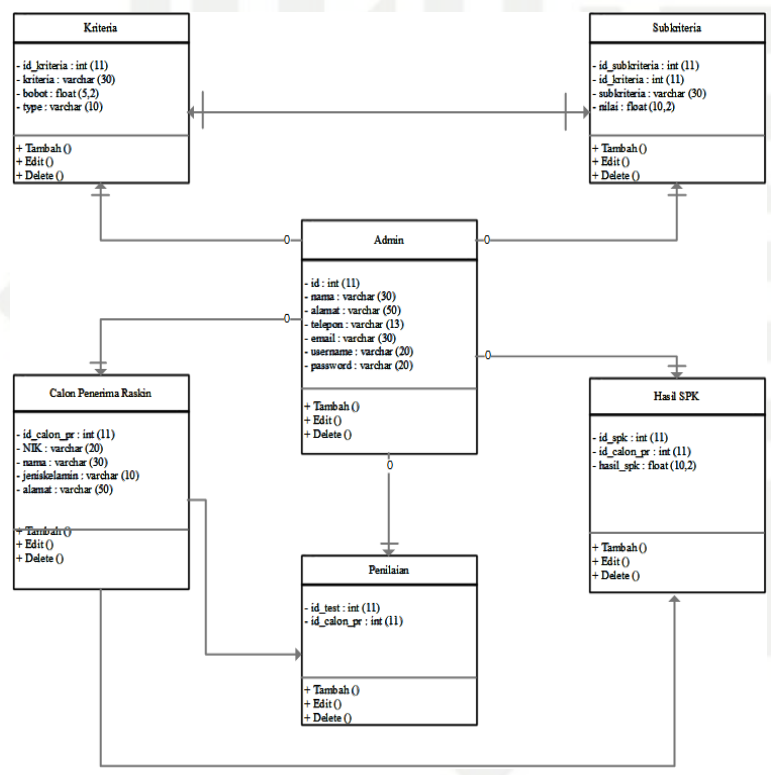 Kriteria
- id_kriteria : int (11)
- kriteria : varchar (30)
- bobot : float (5,2)
- type : varchar (10)
+ Tambah ()
+ Edit ()
+ Delete ()
Subkriteria
- id_subkriteria : int (11)
- id_kriteria : int (11)
- subkriteria : varchar (30)
- nilai : float (10,2)
+ Tambah ()
+ Edit ()
+ Delete ()
0
0
Admin
- id : int (11)
- nama : varchar (30)
- alamat : varchar (50)
- telepon : varchar (13)
- email : varchar (30)
- username : varchar (20)
- password : varchar (20)
+ Tambah ()
+ Edit ()
+ Delete ()
0
0
0
Calon Penerima Raskin
- id_calon_pr : int (11)
- NIK : varchar (20)
- nama : varchar (30)
- jeniskelamin : varchar (10)
- alamat : varchar (50)
+ Tambah ()
+ Edit ()
+ Delete ()
Hasil SPK
- id_spk : int (11)
- id_calon_pr : int (11)
- hasil_spk : float (10,2)
+ Tambah ()
+ Edit ()
+ Delete ()
Penilaian
- id_test : int (11)
- id_calon_pr : int (11)
+ Tambah ()
+ Edit ()
+ Delete ()